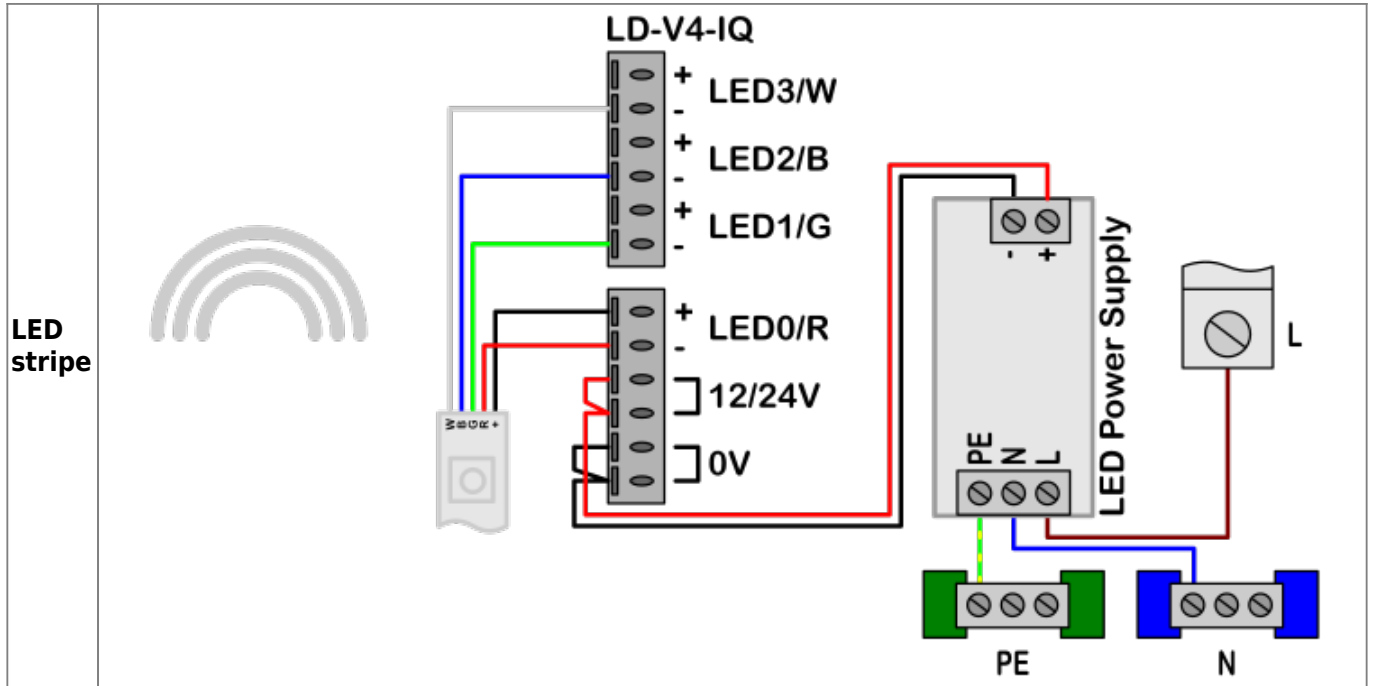 LED
stripe
LD-V4-IQ
+
LED3/W
-
+
LED2/B
-
+
LED1/G
-
+
LED0/R
-
12/24V
0V
W B G R +
- +
LED Power Supply
PE N L
L
PE
N